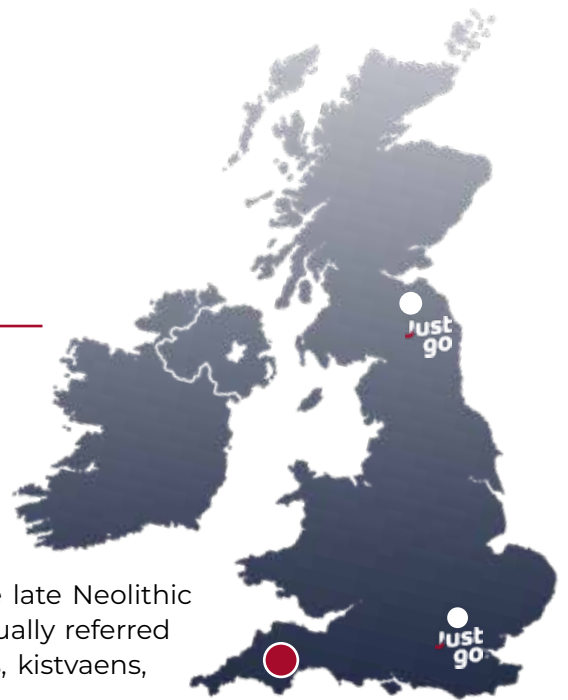 Just
go
Just
go
late Neolithic
ually referred
, kistvaens,